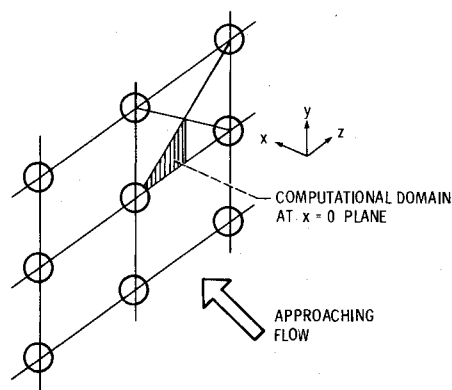 y
x
z
COMPUTATIONAL DOMAIN
AT x = 0 PLANE
APPROACHING
FLOW